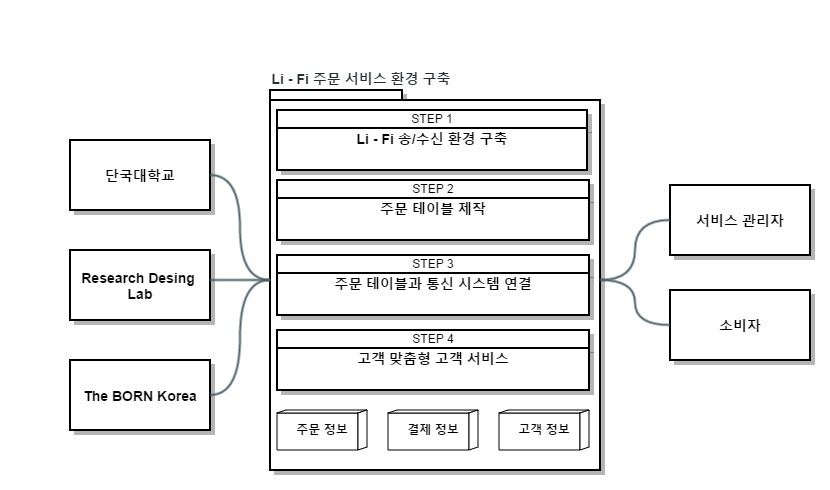 Li - Fi 주문 서비스 환경 구축
STEP 1
Li - Fi 송/수신 환경 구축
STEP 2
주문 테이블 제작
STEP 3
주문 테이블과 통신 시스템 연결
STEP 4
고객 맞춤형 고객 서비스
주문 정보
결제 정보
고객 정보
단국대학교
Research Desing
Lab
The BORN Korea
서비스 관리자
소비자